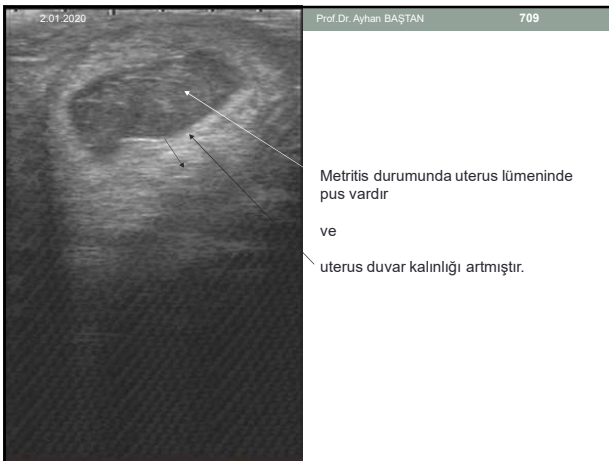 2.01.2020
Prof.Dr. Ayhan BAŞTAN
709
Metritis durumunda uterus lümeninde
pus vardır
ve
uterus duvar kalınlığı artmıştır.